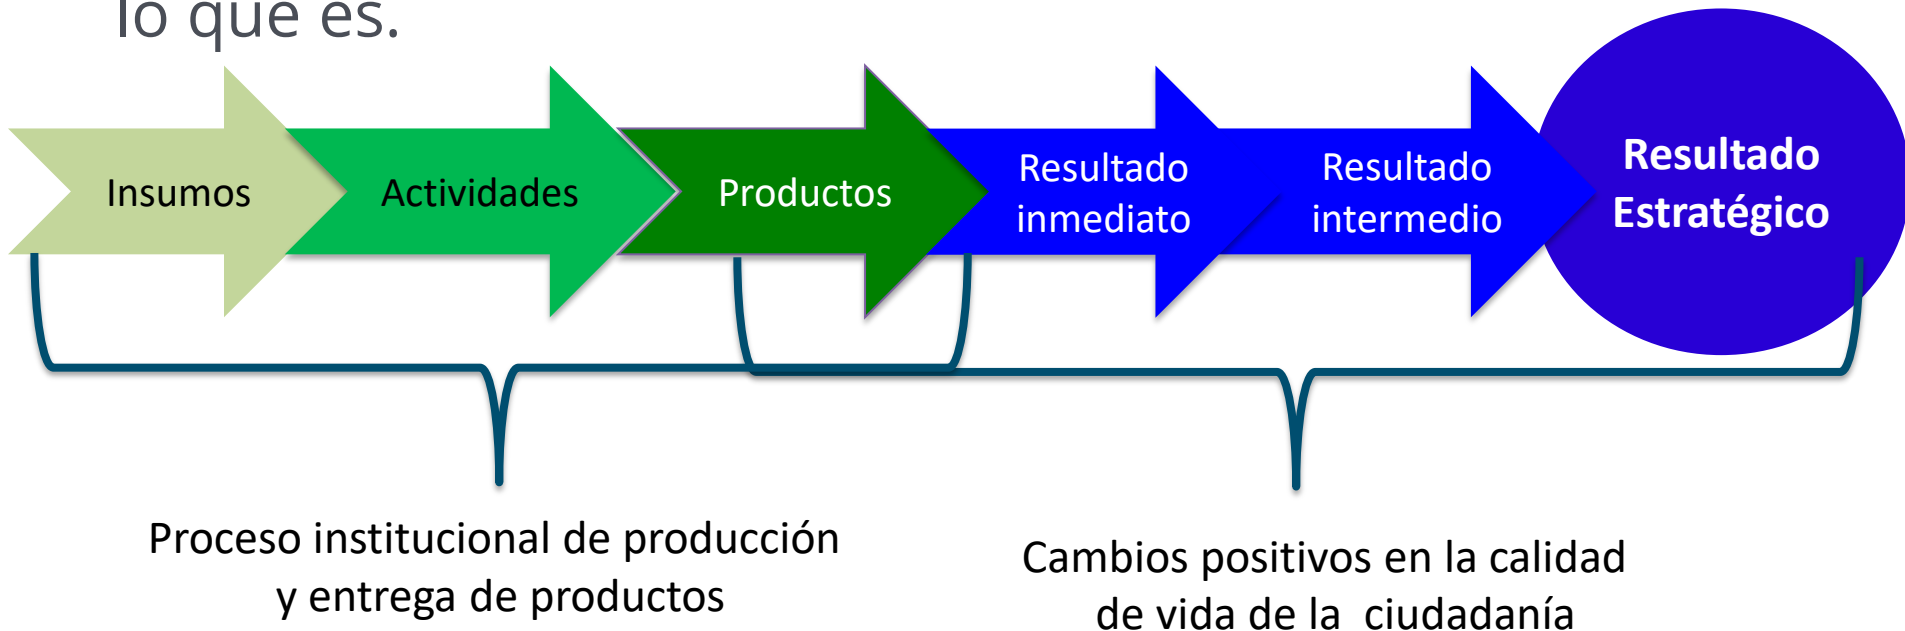 lo que es.
Insumos
Actividades
Productos
Resultado
inmediato
Resultado
intermedio
Resultado
Estratégico
Proceso institucional de producción
y entrega de productos
Cambios positivos en la calidad
de vida de la ciudadanía